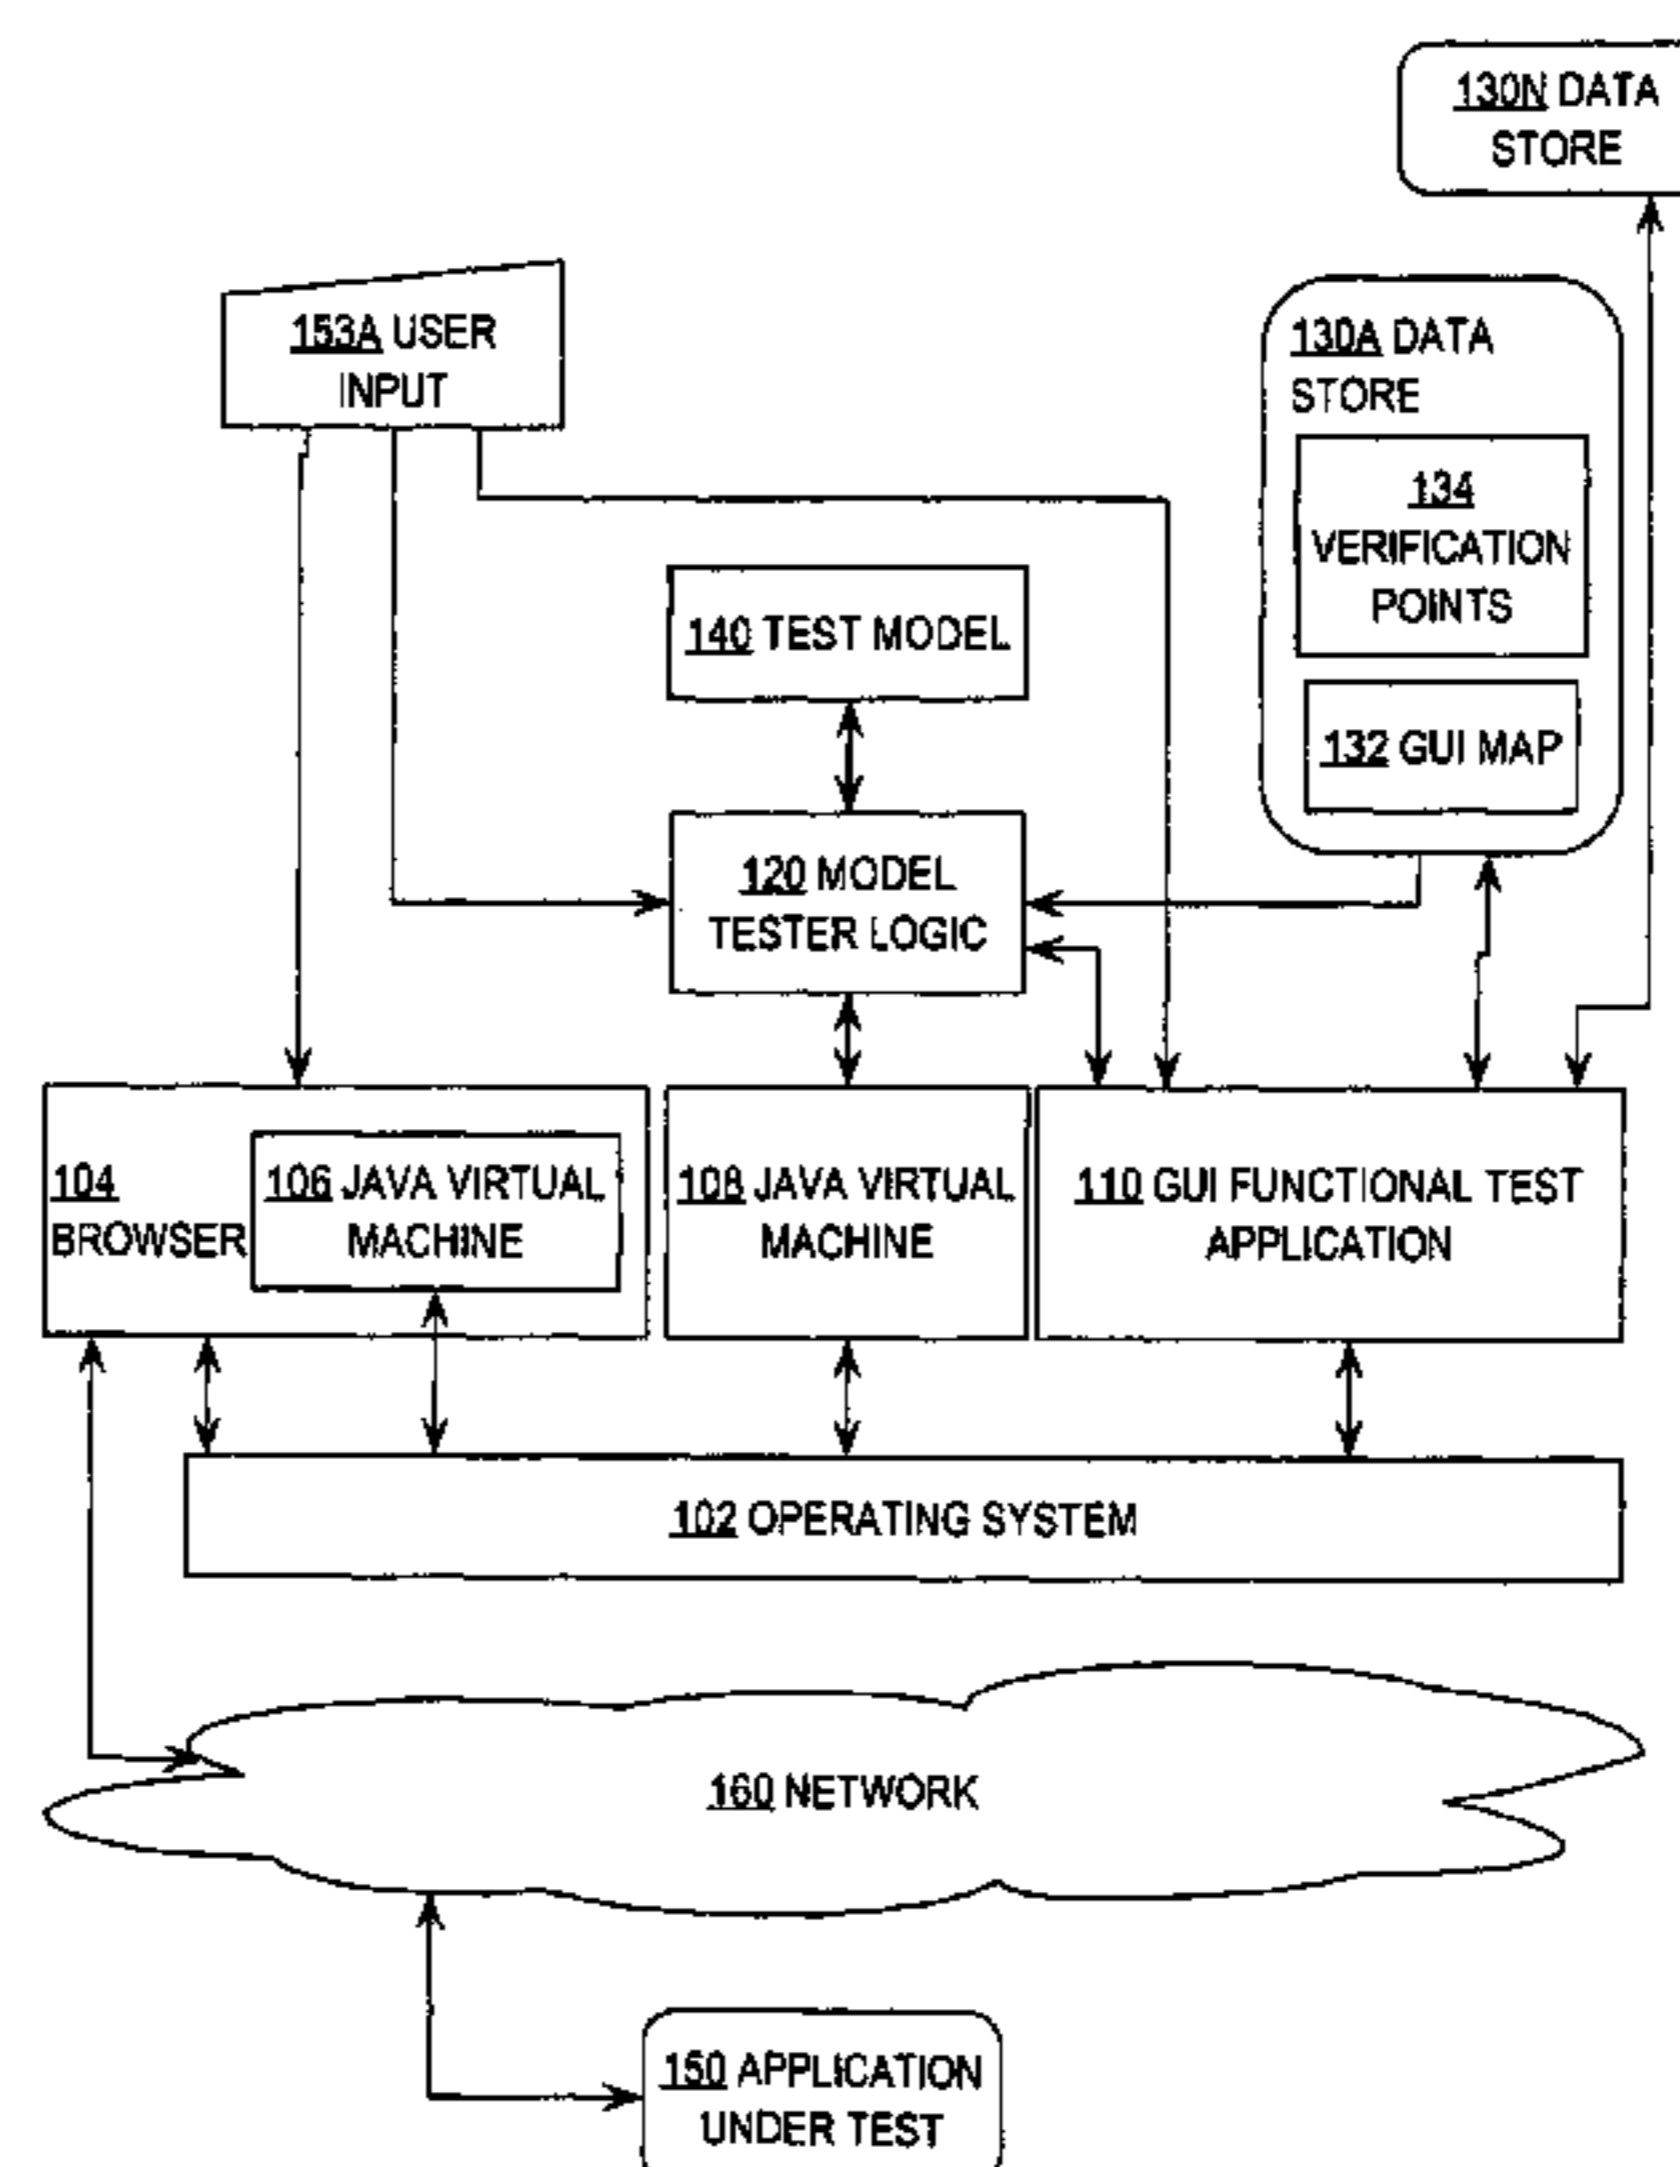 130N DATA
STORE
153A USER
INPUT
130A DATA
STORE
134
VERIFICATION
POINTS
140 TEST MODEL
132 GUI MAP
120 MODEL
TESTER LOGIC
104
BROWSER
106 JAVA VIRTUAL
MACHINE
108 JAVA VIRTUAL
MACHINE
110 GUI FUNCTIONAL TEST
APPLICATION
102 OPERATING SYSTEM
160 NETWORK
150 APPLICATION
UNDER TEST